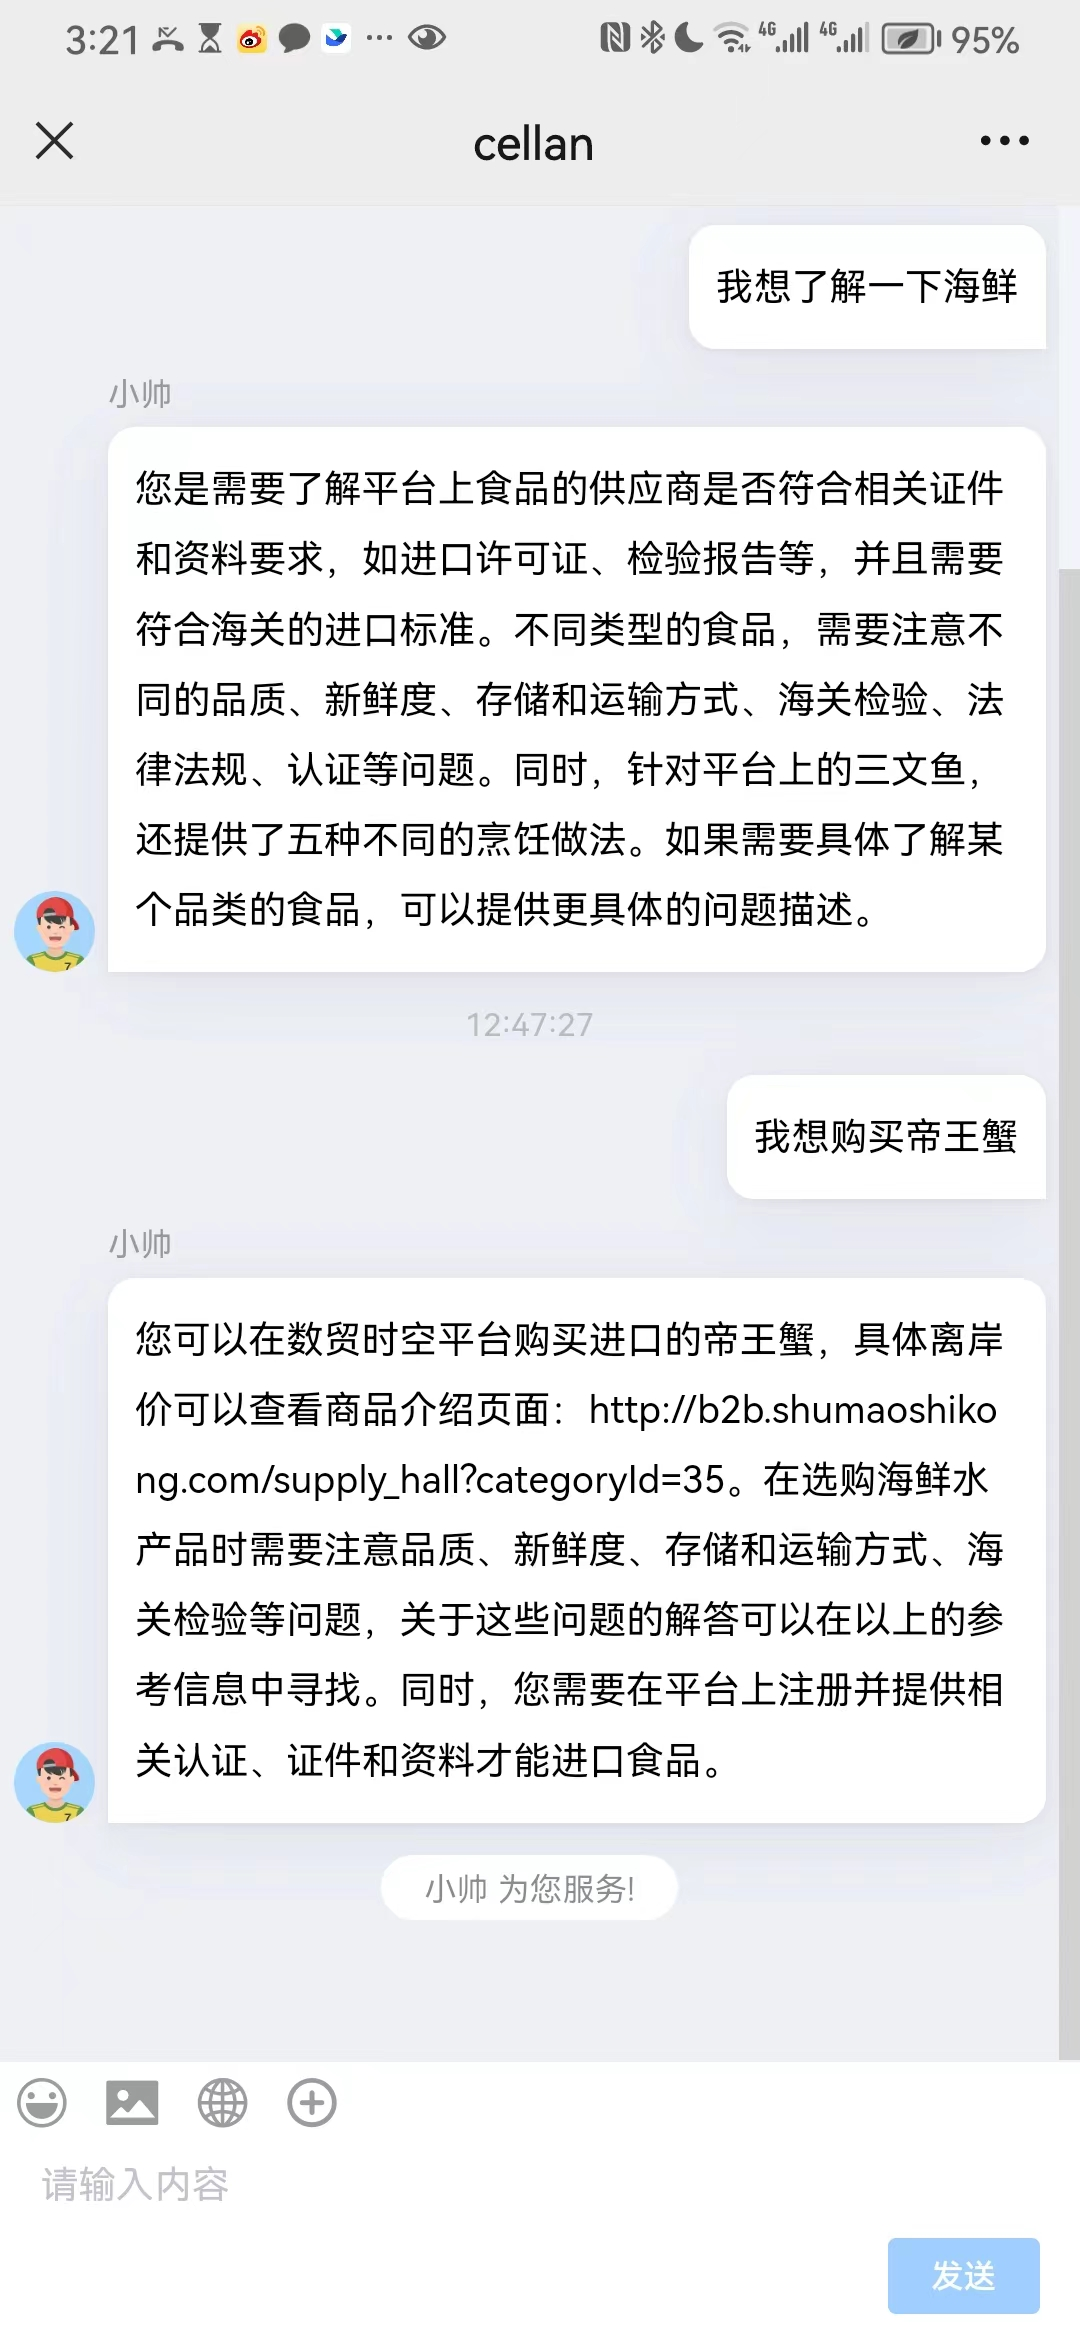 3:21
4G
4G
95%
cellan
我想了解一下海鲜
小帅
您是需要了解平台上食品的供应商是否符合相关证件
和资料要求，如进口许可证、检验报告等，并且需要
符合海关的进口标准。不同类型的食品，需要注意不
同的品质、新鲜度、存储和运输方式、海关检验、法
律法规、认证等问题。同时，针对平台上的三文鱼，
还提供了五种不同的烹饪做法。如果需要具体了解某
个品类的食品，可以提供更具体的问题描述。
7
12:47:27
我想购买帝王蟹
小帅
您可以在数贸时空平台购买进口的帝王蟹，具体离岸
价可以查看商品介绍页面：http://b2b.shumaoshiko
ng.com/supply_hall?categoryId=35。在选购海鲜水
产品时需要注意品质、新鲜度、存储和运输方式、海
关检验等问题，关于这些问题的解答可以在以上的参
考信息中寻找。同时，您需要在平台上注册并提供相
关认证、证件和资料才能进口食品。
7
小帅 为您服务!
请输入内容
发送